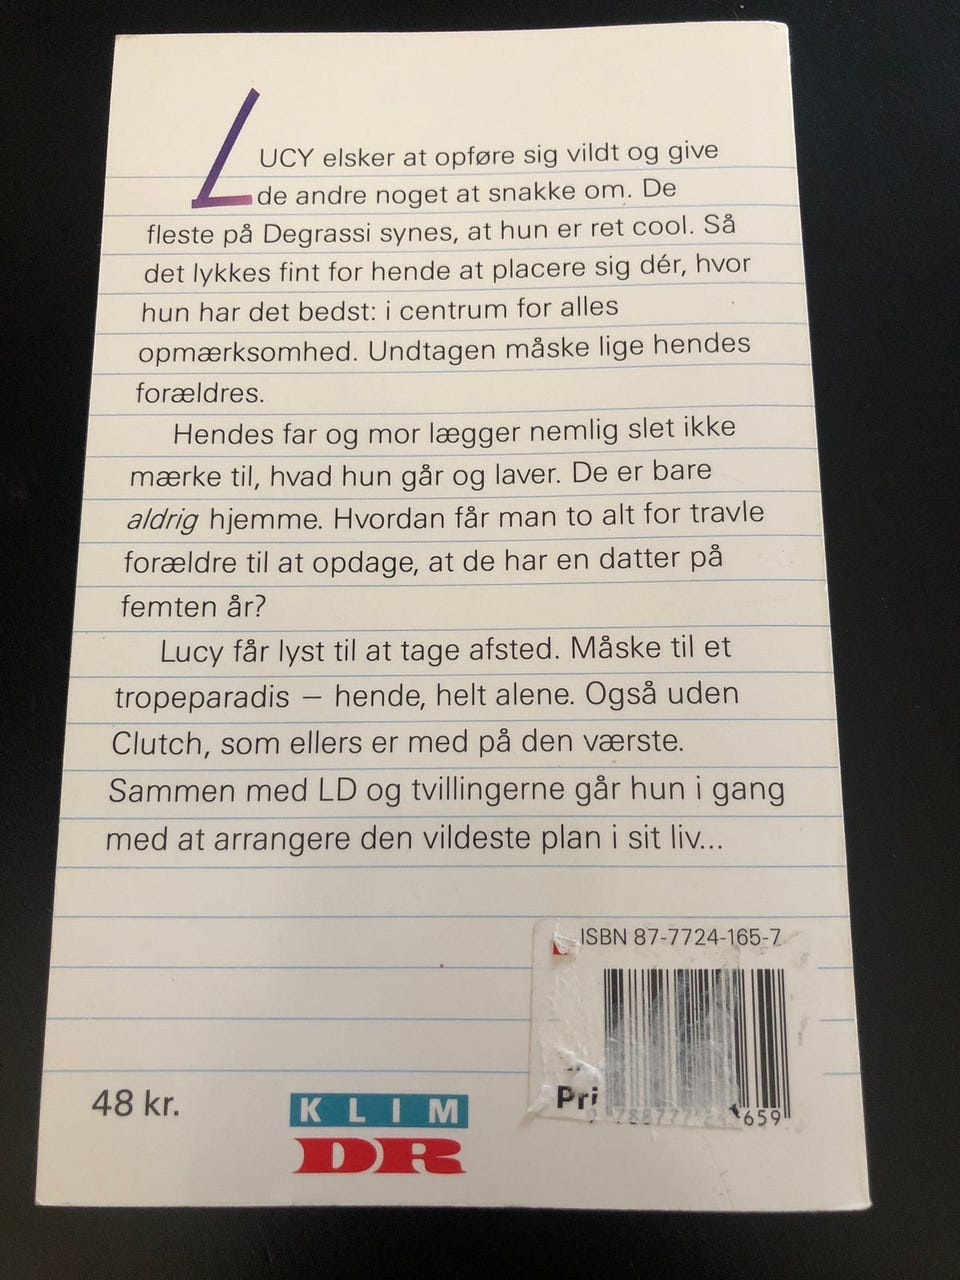 LUCY elsker at opføre sig vildt og give
de andre noget at snakke om. De
fleste på Degrassi synes, at hun er ret cool. Så
det lykkes fint for hende at placere sig dér, hvor
hun har det bedst: i centrum for alles
opmærksomhed. Undtagen måske lige hendes
forældres.
Hendes far og mor lægger nemlig slet ikke
mærke til, hvad hun går og laver. De er bare
aldrig hjemme. Hvordan får man to alt for travle
forældre til at opdage, at de har en datter på
femten år?
Lucy får lyst til at tage afsted. Måske til et
tropeparadis – hende, helt alene. Også uden
Clutch, som ellers er med på den værste.
Sammen med LD og tvillingerne går hun i gang
med at arrangere den vildeste plan i sit liv...
ISBN 87-7724-165-7
Pri
659
48 kr.
KLIM
DR